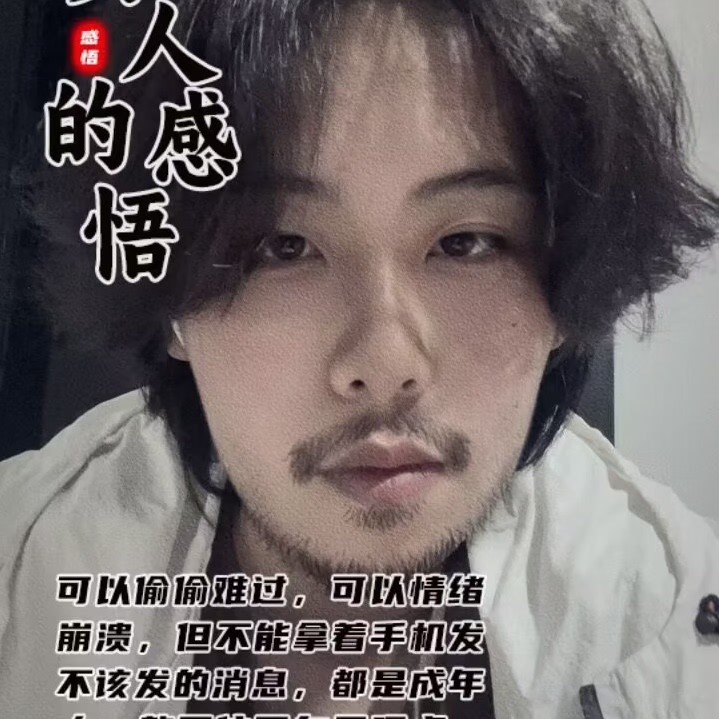 人的感悟
感悟
可以偷偷难过，可以情绪
崩溃，但不能拿着手机发
不该发的消息，都是成年